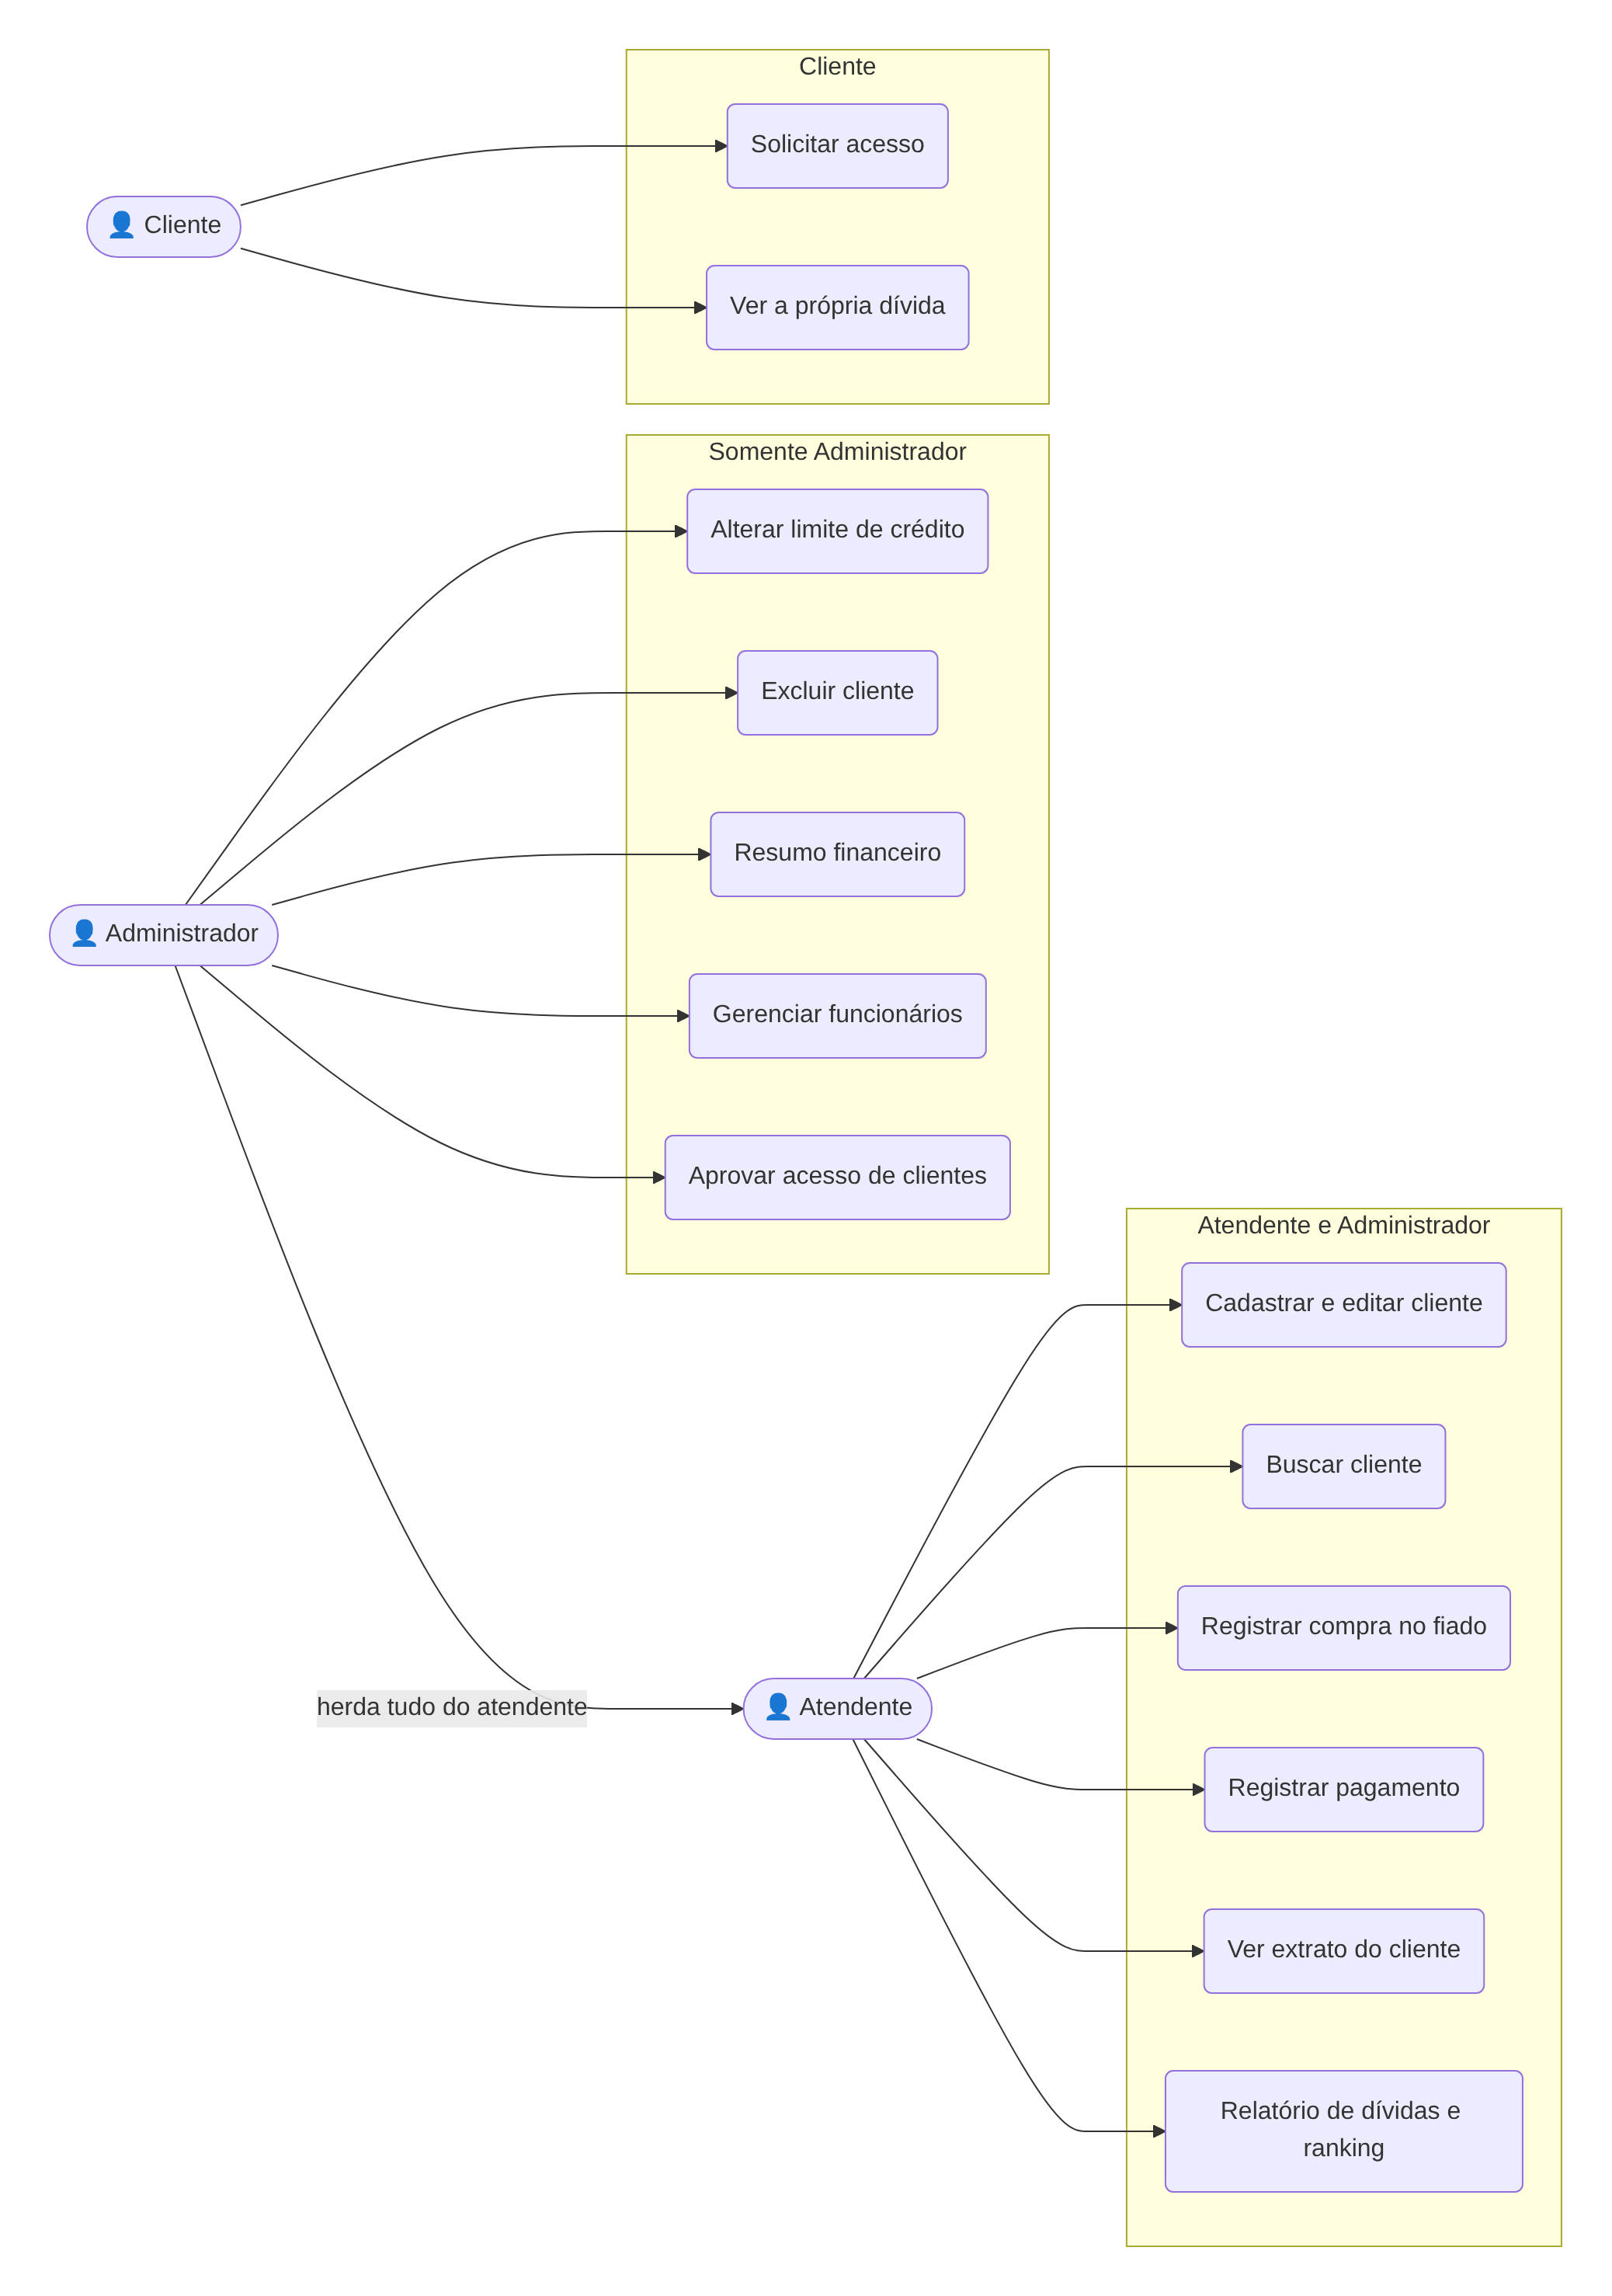 Cliente
Solicitar acesso
Cliente
Ver a própria dívida
Somente Administrador
Alterar limite de crédito
Excluir cliente
Resumo financeiro
Administrador
Gerenciar funcionários
Aprovar acesso de clientes
Atendente e Administrador
Cadastrar e editar cliente
Buscar cliente
Registrar compra no fiado
herda tudo do atendente
Atendente
Registrar pagamento
Ver extrato do cliente
Relatório de dívidas e
ranking